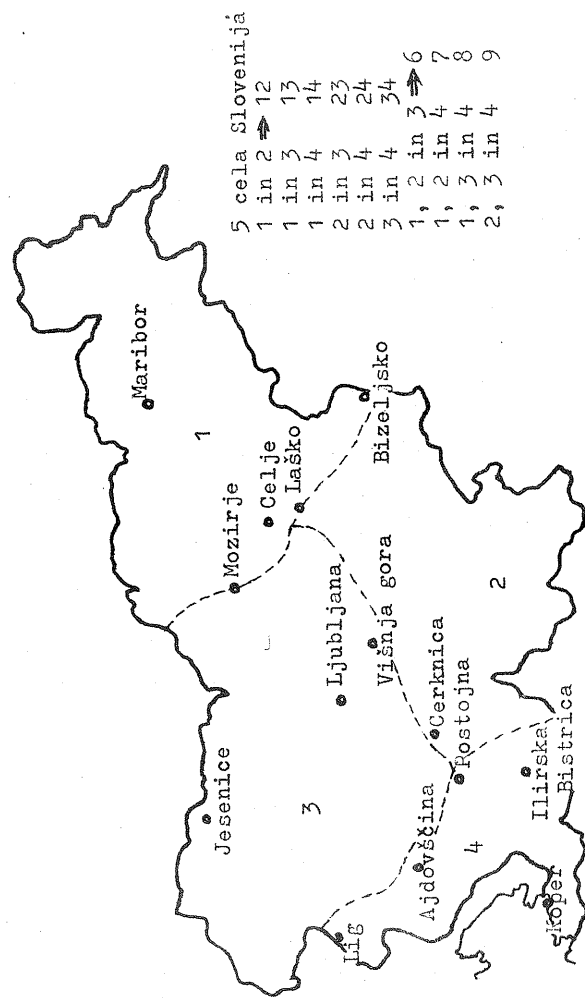 5 cela Slovenija
1 in 2 → 12
1 in 3 13
1 in 4 14
2 in 3 23
2 in 4 24
3 in 4 34
1, 2 in 3 → 6
1, 2 in 4 7
1, 3 in 4 8
2, 3 in 4 9
Maribor
1
Jesenice
Mozirje
Celje
Laško
Bizeljsko
Ljubljana
3
Višnja gora
2
Cerknica
Postojna
Lig
Ajdovščina
4
Ilirska
Bistrica
Koper